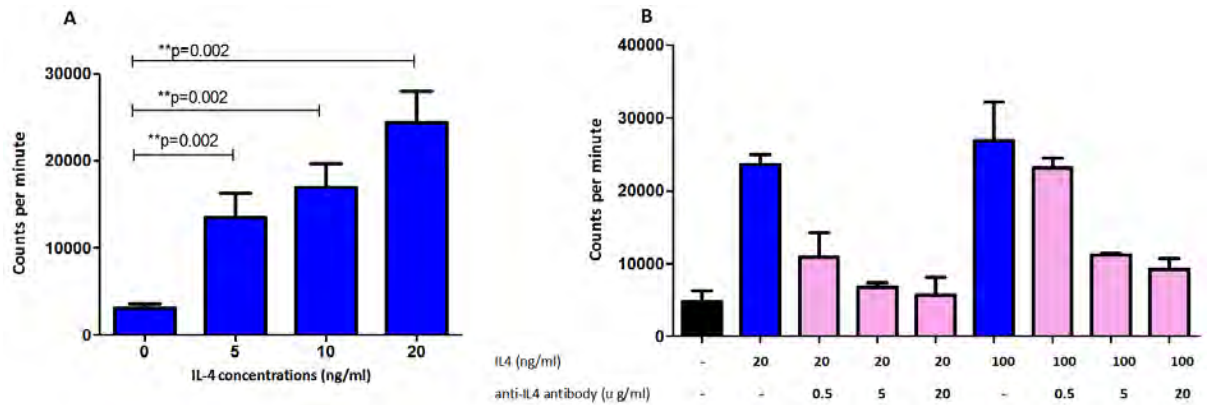 A
**p=0.002
**p=0.002
**p=0.002
Counts per minute
30000
20000
10000
0
0 5 10 20
IL-4 concentrations (ng/ml)
B
Counts per minute
40000
30000
20000
10000
0
IL4 (ng/ml) - 20 20 20 20 100 100 100 100
anti-IL4 antibody (u g/ml) - - 0.5 5 20 - 0.5 5 20